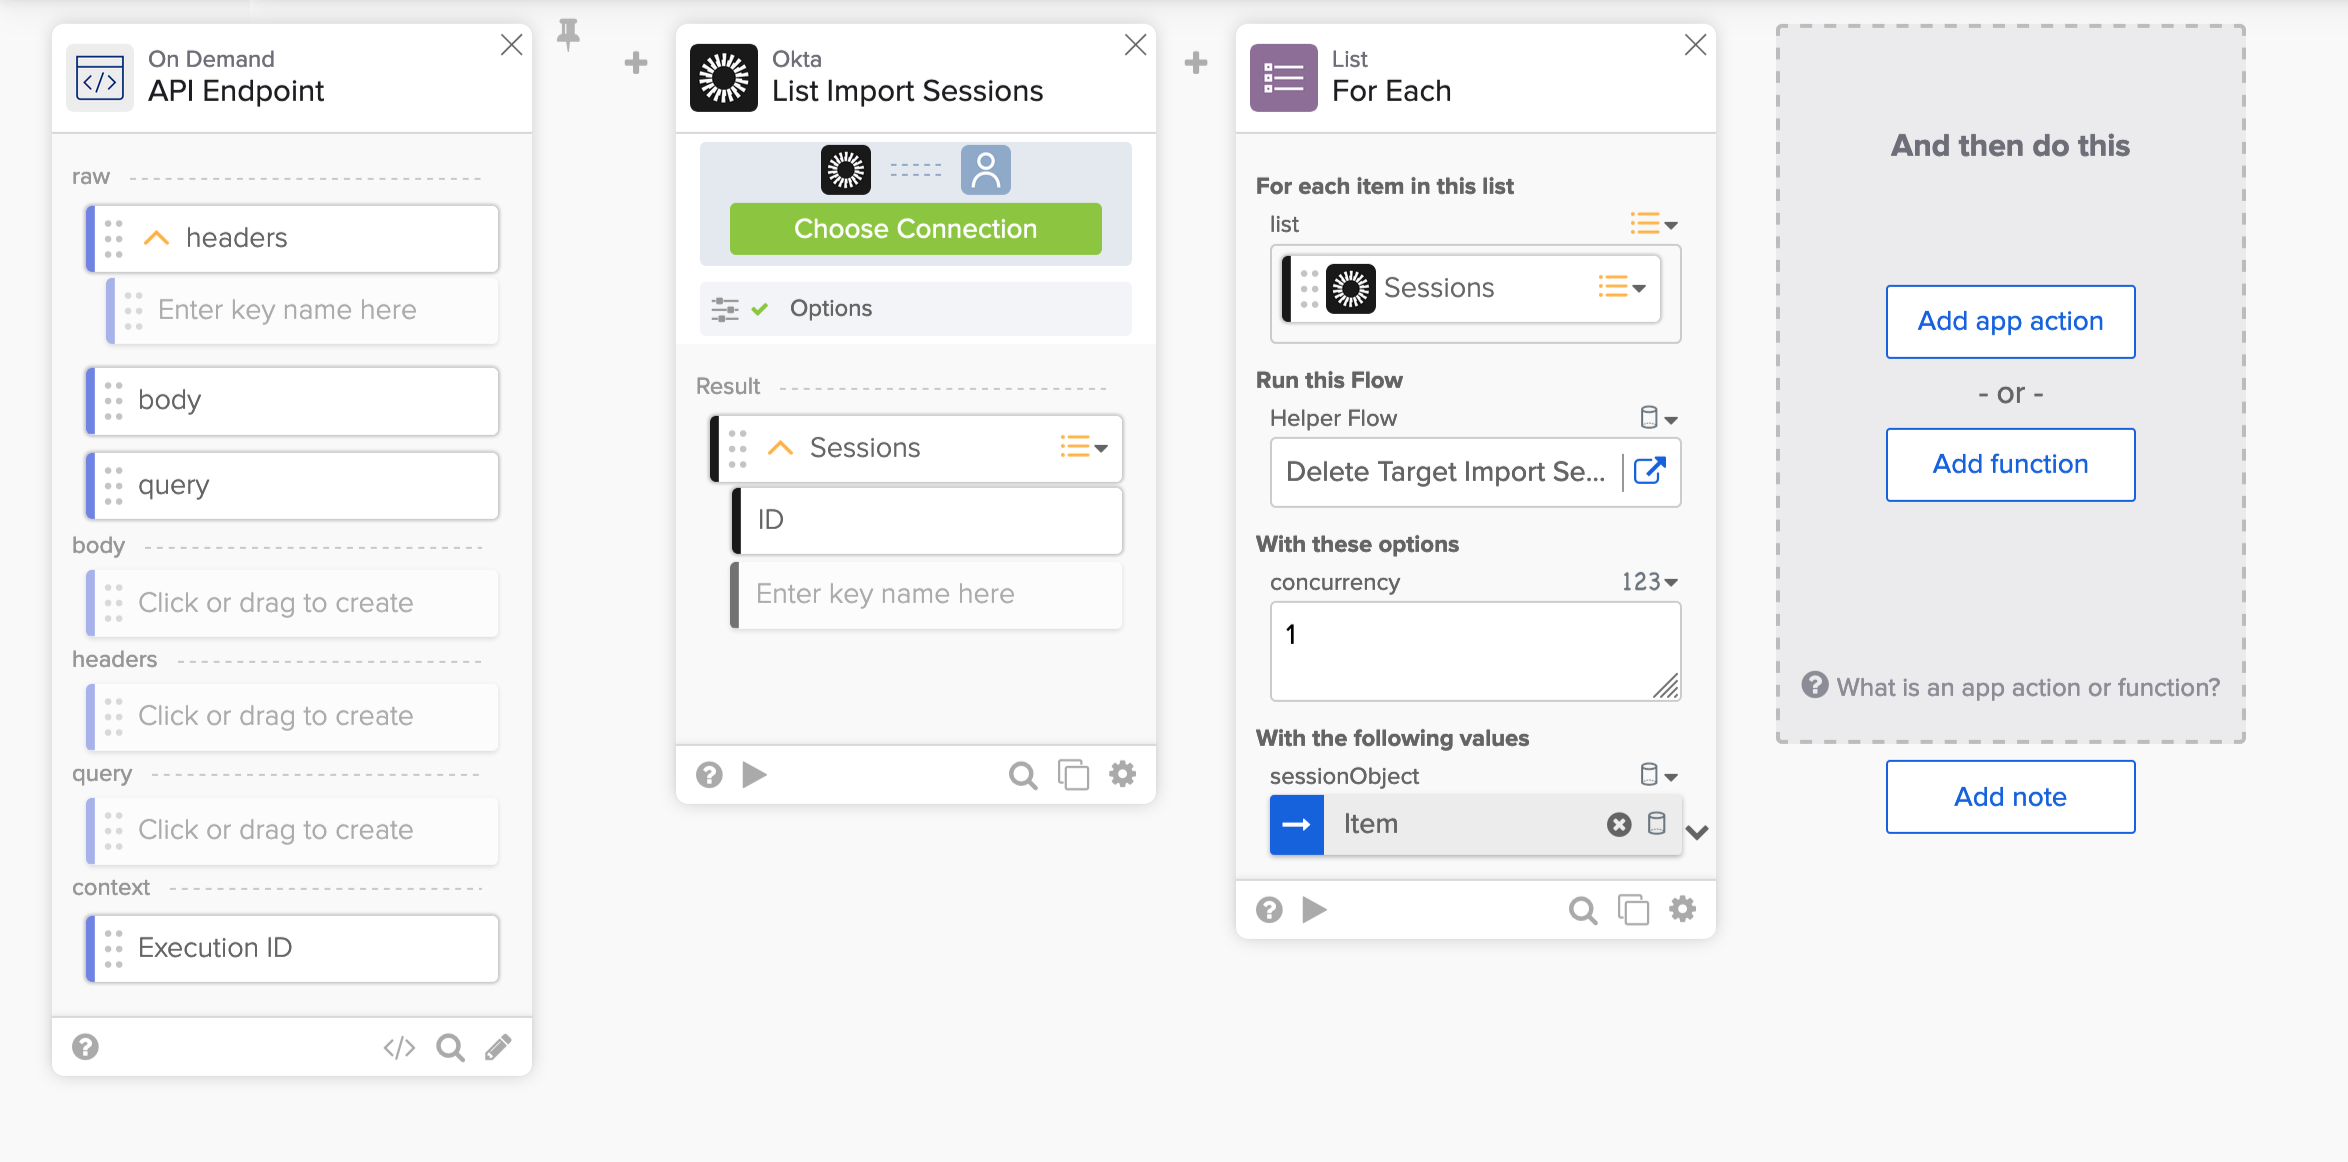 On Demand
API Endpoint
raw
headers
Enter key name here
body
query
body
Click or drag to create
headers
Click or drag to create
query
Click or drag to create
context
Execution ID
Okta
List Import Sessions
Choose Connection
Options
Result
Sessions
ID
Enter key name here
List
For Each
For each item in this list
list
Sessions
Run this Flow
Helper Flow
Delete Target Import Se...
With these options
concurrency
123
1
With the following values
sessionObject
Item
And then do this
Add app action
- or -
Add function
What is an app action or function?
Add note